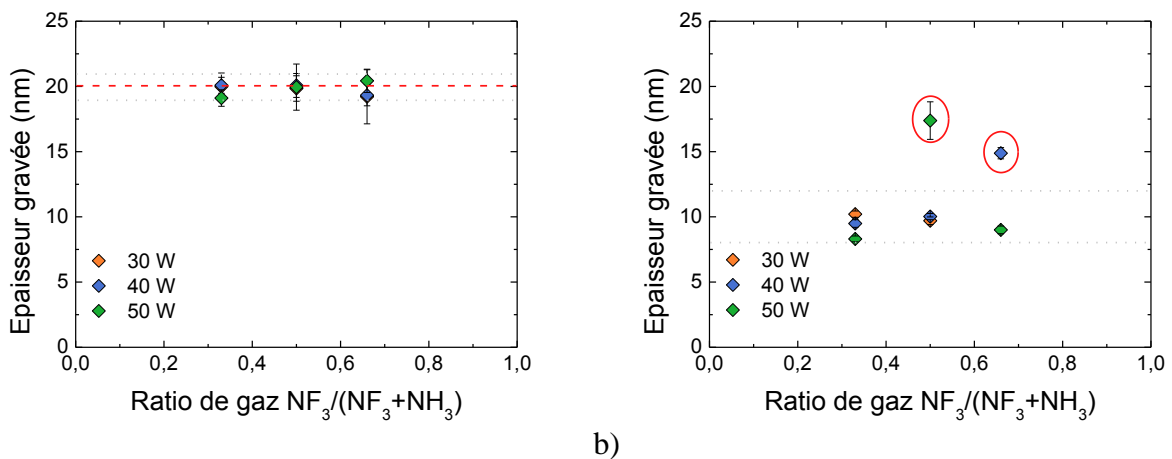 Epaisseur gravée (nm)
25
20
15
10
5
0
30 W
40 W
50 W
0,0 0,2 0,4 0,6 0,8 1,0
Ratio de gaz NF₃/(NF₃+NH₃)
Epaisseur gravée (nm)
25
20
15
10
5
0
30 W
40 W
50 W
0,0 0,2 0,4 0,6 0,8 1,0
Ratio de gaz NF₃/(NF₃+NH₃)
b)